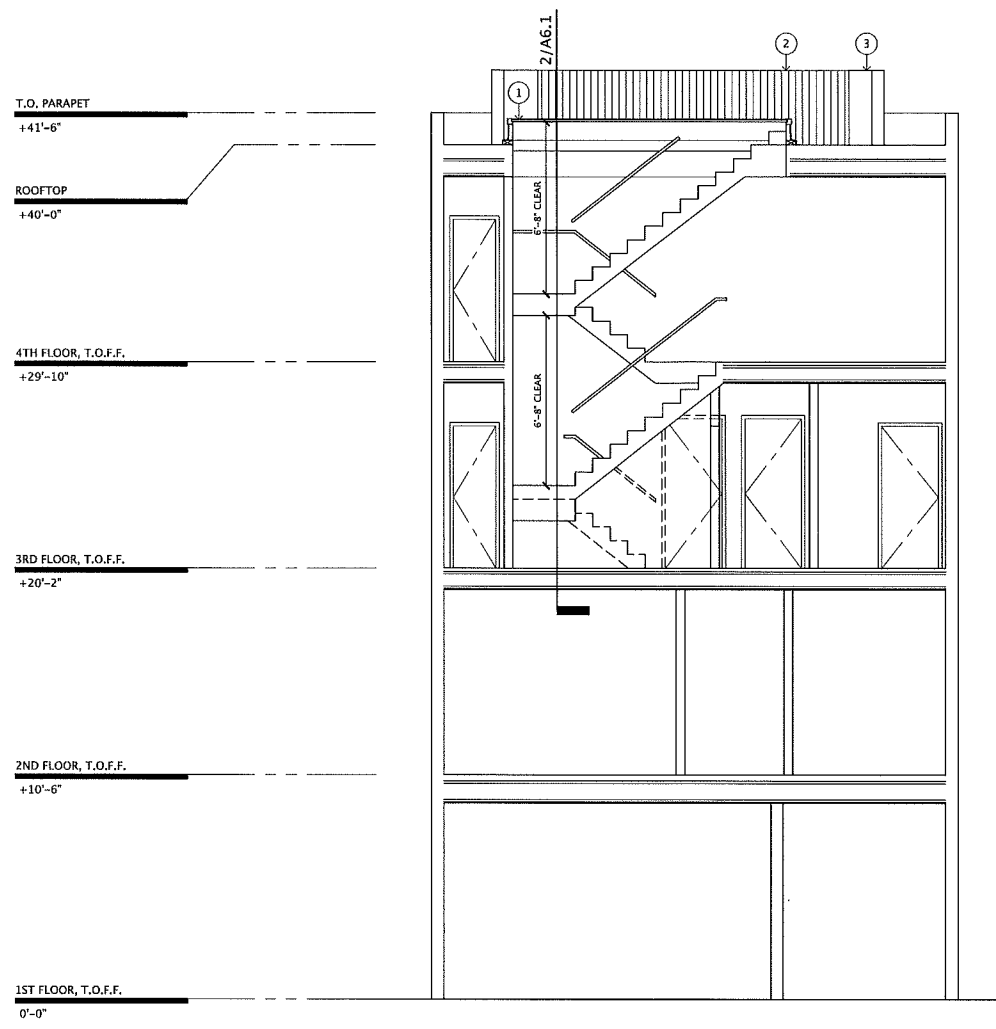 2/A6.1
1
2
3
T.O. PARAPET
+41'-6"
ROOFTOP
+40'-0"
6'-8" CLEAR
4TH FLOOR, T.O.F.F.
+29'-10"
6'-8" CLEAR
3RD FLOOR, T.O.F.F.
+20'-2"
2ND FLOOR, T.O.F.F.
+10'-6"
1ST FLOOR, T.O.F.F.
0'-0"